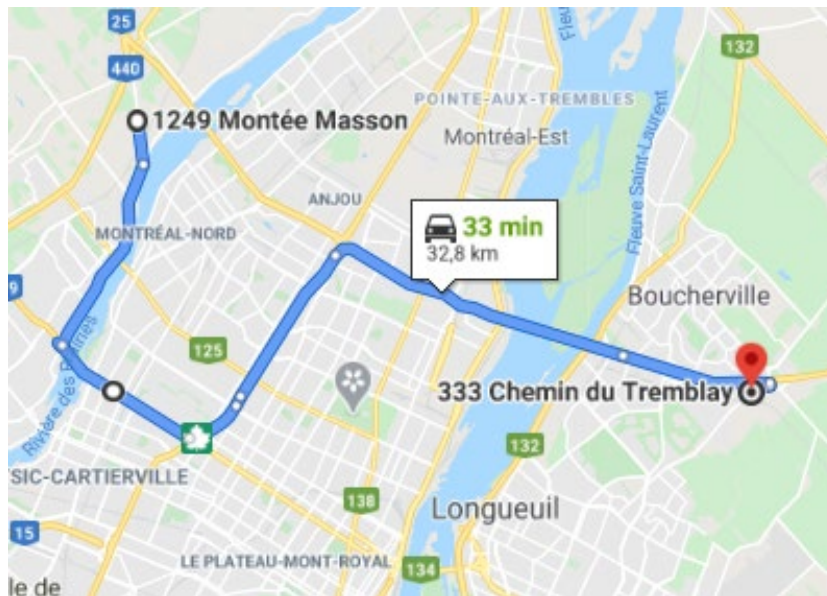 25
440
1249 Montée Masson
132
POINTE-AUX-TREMBLES
Montréal-Est
ANJOU
MONTRÉAL-NORD
33 min
32,8 km
Fleuve Saint-Laurent
Fleuve
Boucherville
9
Rivière des Prairies
125
333 Chemin du Tremblay
SIC-CARTIERVILLE
132
138
Longueuil
15
LE PLATEAU-MONT-ROYAL
134
le de